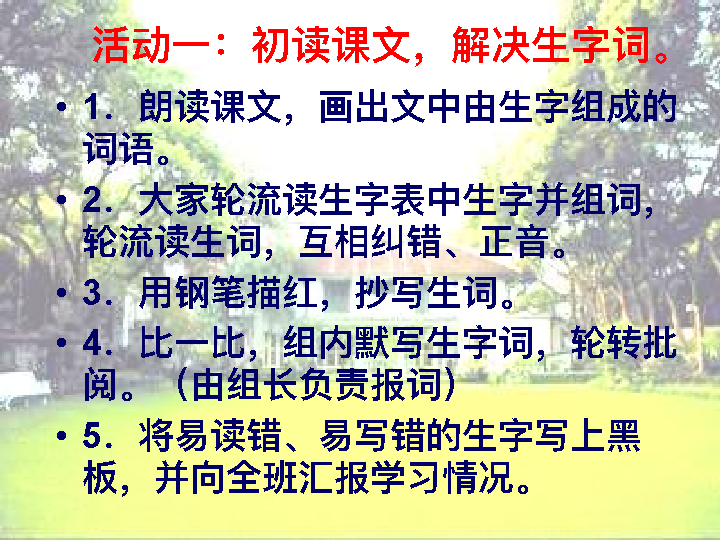 活动一：初读课文，解决生字词。
• 1．朗读课文，画出文中由生字组成的
词语。
• 2．大家轮流读生字表中生字并组词，
轮流读生词，互相纠错、正音。
• 3．用钢笔描红，抄写生词。
• 4．比一比，组内默写生字词，轮转批
阅。（由组长负责报词）
• 5．将易读错、易写错的生字写上黑
板，并向全班汇报学习情况。